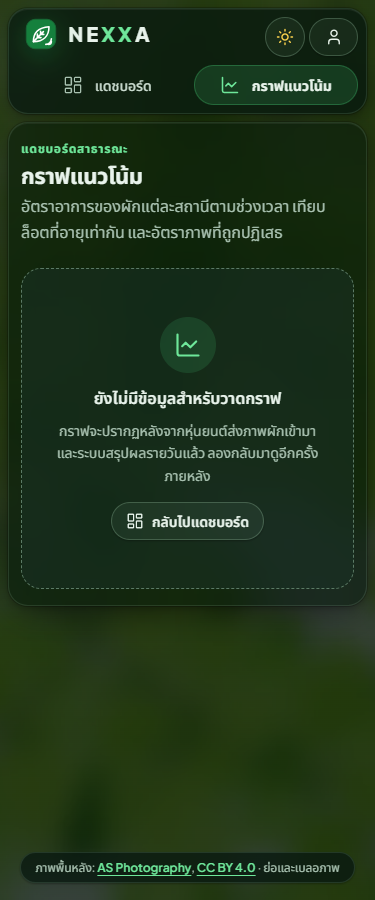 NEXXA
แดชบอร์ด
กราฟแนวโน้ม
แดชบอร์ดสาธารณะ
กราฟแนวโน้ม
อัตราอาการของผักแต่ละสถานีตามช่วงเวลา เทียบ
ล็อตที่อายุเท่ากัน และอัตราภาพที่ถูกปฏิเสธ
ยังไม่มีข้อมูลสำหรับวาดกราฟ
กราฟจะปรากฏหลังจากหุ่นยนต์ส่งภาพผักเข้ามา
และระบบสรุปผลรายวันแล้ว ลองกลับมาดูอีกครั้ง
ภายหลัง
กลับไปแดชบอร์ด
ภาพพื้นหลัง: AS Photography, CC BY 4.0 · ย่อและเบลอภาพ